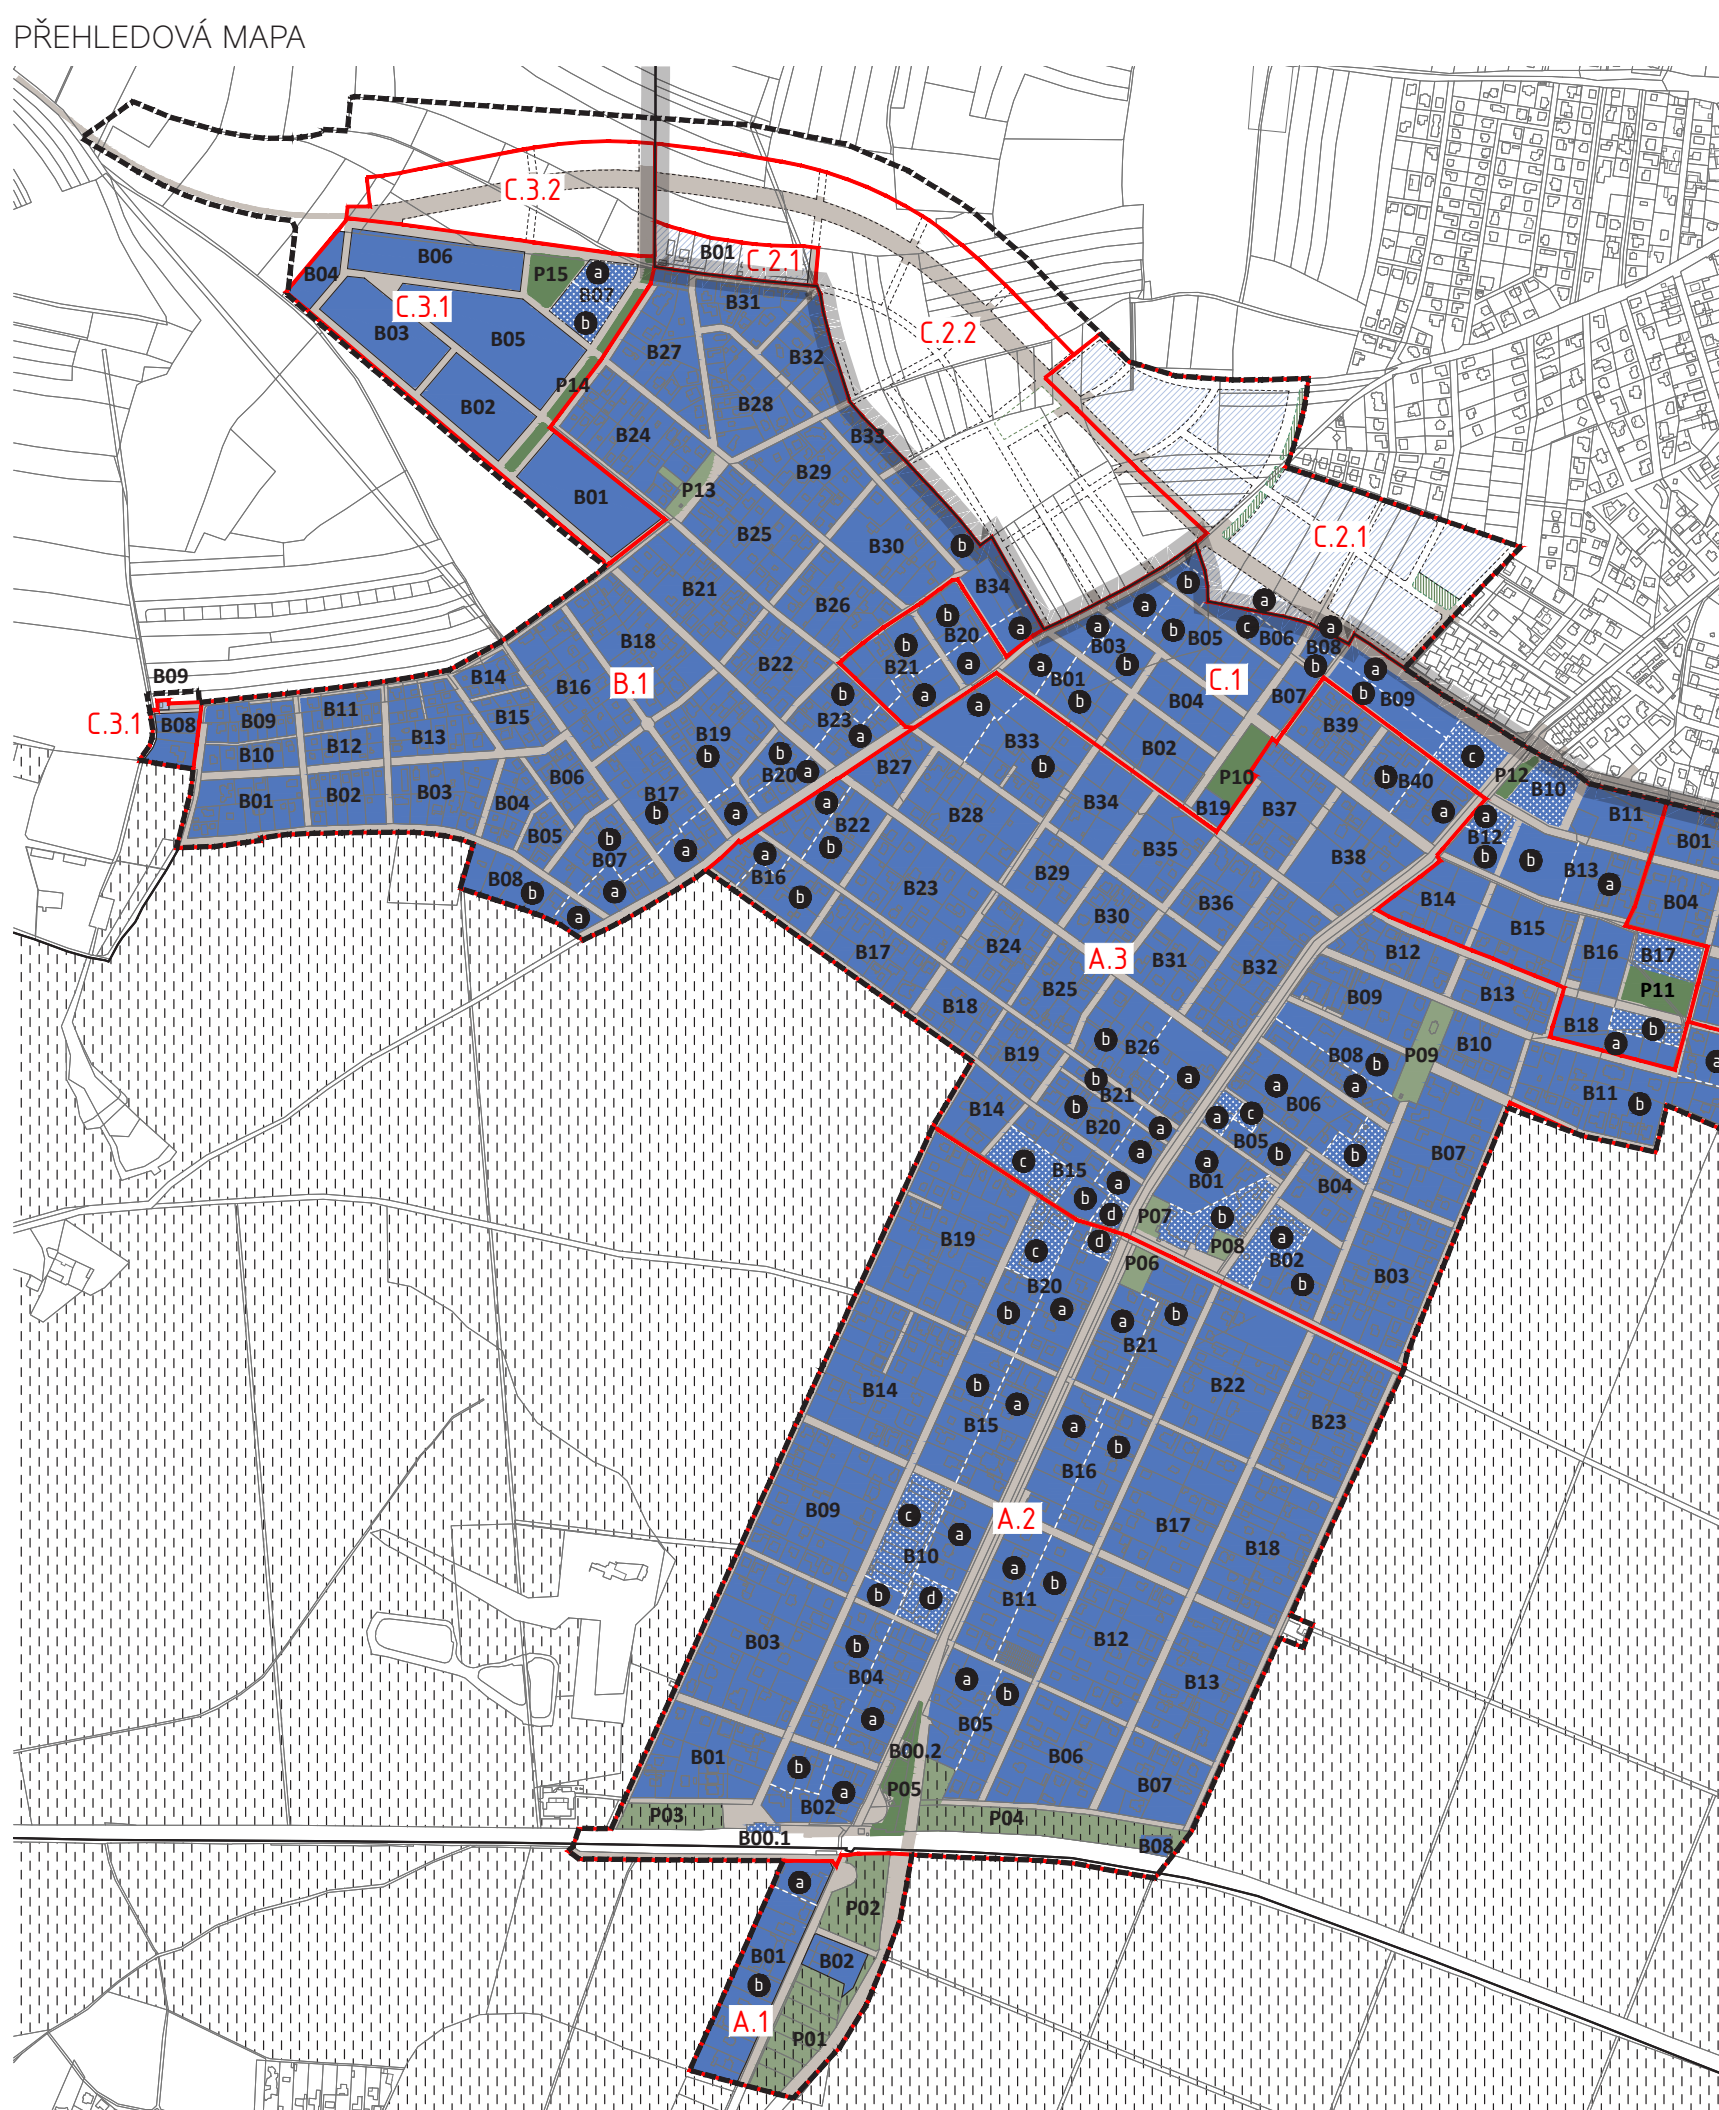 PŘEHLEDOVÁ MAPA
C.3.2
B01
C.2.1
B06
P15
a
B04
B07
b
B31
C.3.1
B03
B05
B27
B32
C.2.2
P14
B02
B28
B24
B33
B29
P13
B01
B25
B30
b
C.2.1
B21
B34
b
B26
b
a
a
B20
a
a
b
B05
c
B06
a
B18
b
B03
B08
B22
B21
a
a
b
b
a
B09
B14
B01
C.1
B16
B.1
b
a
a
b
B04
B07
b
B09
C.3.1
B08
B09
B11
B15
B23
B39
B10
B12
B13
B19
b
a
B33
B02
c
b
B20
a
B27
b
P10
b
B40
P12
B10
B06
B01
B02
B03
B04
B17
b
a
a
B28
B34
B19
B37
a
a
B11
B05
b
B22
B12
B01
B07
a
a
b
B35
B38
b
b
B13
B08
b
a
B16
b
B23
B29
B36
a
B14
B04
a
B30
B15
B17
B24
A.3
B31
B32
B12
B16
B17
B25
B09
B13
P11
B18
B18
b
b
B26
B08
b
P09
B10
a
B19
a
b
a
a
a
B11
b
B14
B21
b
B20
a
a
c
B06
B05
b
b
B07
a
c
B15
a
B01
B04
b
a
d
P07
b
B19
c
d
P06
P08
a
B02
b
B03
B20
b
a
a
b
B21
B14
b
a
B15
B22
B23
a
b
B16
B09
c
a
A.2
B17
B18
B10
b
d
a
b
B11
B03
b
B04
B12
a
a
b
B13
B05
B01
b
a
B02
B00.2
P05
B06
B07
P03
P04
B00.1
B08
a
P02
B01
b
B02
A.1
P01